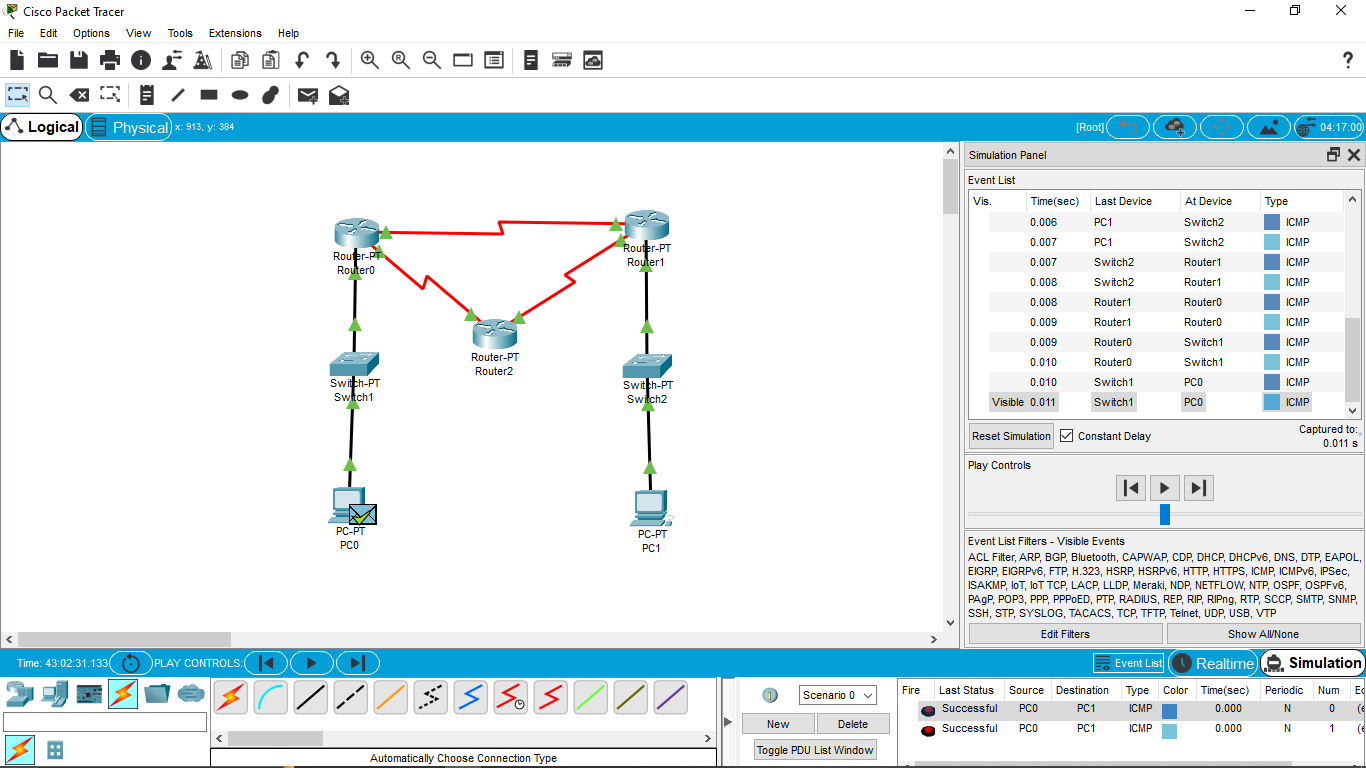 Cisco Packet Tracer
File Edit Options View Tools Extensions Help
Logical Physical x: 913, y: 384 [Root] 04:17:00
Router-PT
Router0
Router-PT
Router1
Router-PT
Router2
Switch-PT
Switch1
Switch-PT
Switch2
PC-PT
PC0
PC-PT
PC1
Simulation Panel
Event List
Vis. Time(sec) Last Device At Device Type
0.006 PC1 Switch2 ICMP
0.007 PC1 Switch2 ICMP
0.007 Switch2 Router1 ICMP
0.008 Switch2 Router1 ICMP
0.008 Router1 Router0 ICMP
0.009 Router1 Router0 ICMP
0.009 Router0 Switch1 ICMP
0.010 Router0 Switch1 ICMP
0.010 Switch1 PC0 ICMP
Visible 0.011 Switch1 PC0 ICMP
Reset Simulation Constant Delay Captured to:
0.011 s
Play Controls
Event List Filters - Visible Events
ACL Filter, ARP, BGP, Bluetooth, CAPWAP, CDP, DHCP, DHCPv6, DNS, DTP, EAPOL,
EIGRP, EIGRPv6, FTP, H.323, HSRP, HSRPv6, HTTP, HTTPS, ICMP, ICMPv6, IPSec,
ISAKMP, IoT, IoT TCP, LACP, LLDP, Meraki, NDP, NETFLOW, NTP, OSPF, OSPFv6,
PAgP, POP3, PPP, PPPoED, PTP, RADIUS, REP, RIP, RIPng, RTP, SCCP, SMTP, SNMP,
SSH, STP, SYSLOG, TACACS, TCP, TFTP, Telnet, UDP, USB, VTP
Edit Filters Show All/None
Time: 43:02:31.133 PLAY CONTROLS: Event List Realtime Simulation
Automatically Choose Connection Type
Scenario 0
New Delete
Toggle PDU List Window
Fire Last Status Source Destination Type Color Time(sec) Periodic Num
Successful PC0 PC1 ICMP 0.000 N 0
Successful PC0 PC1 ICMP 0.000 N 1